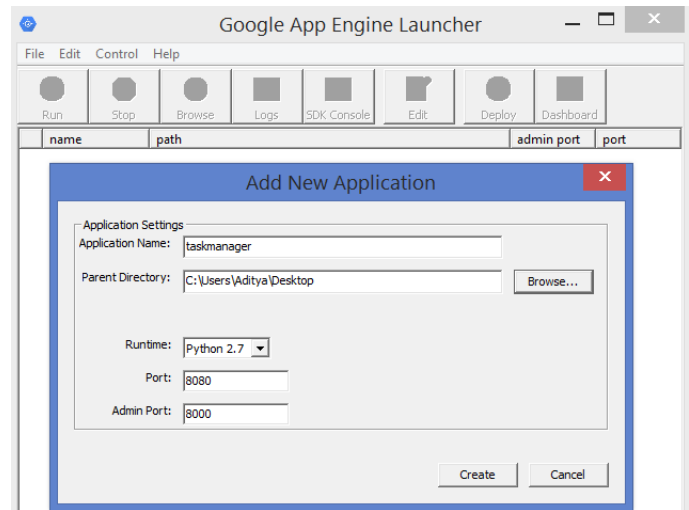 Google App Engine Launcher
File Edit Control Help
Run Stop Browse Logs SDK Console Edit Deploy Dashboard
name path admin port port
Add New Application
Application Settings
Application Name: taskmanager
Parent Directory: C:\Users\Aditya\Desktop Browse...
Runtime: Python 2.7
Port: 8080
Admin Port: 8000
Create Cancel